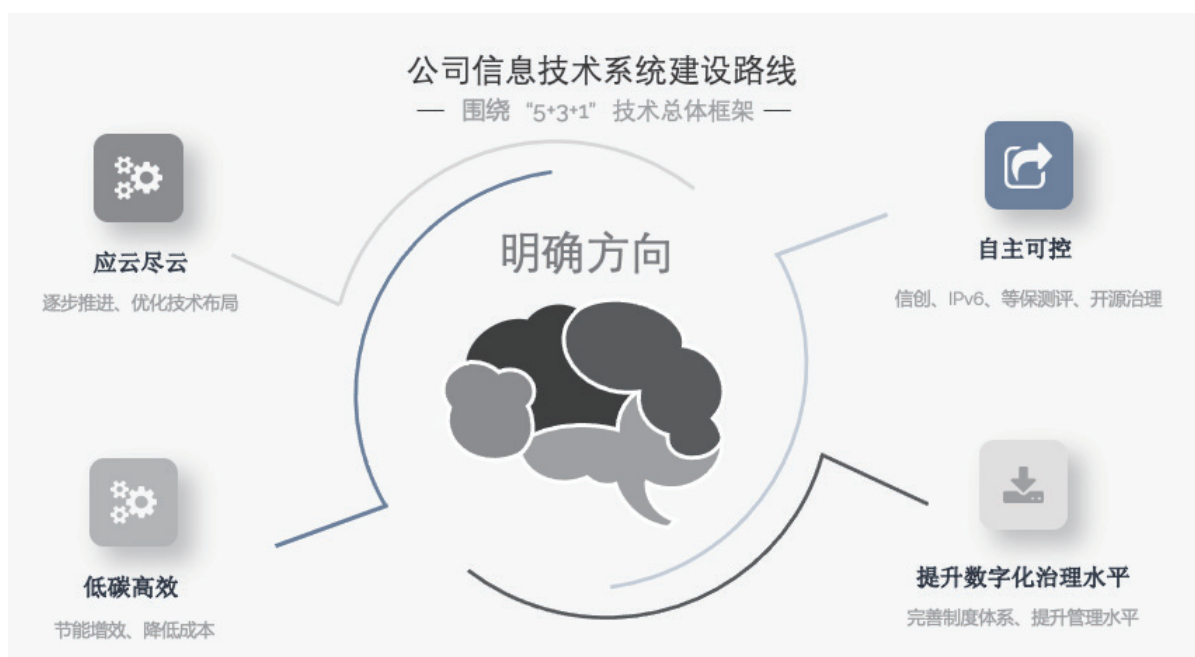 公司信息技术系统建设路线
— 围绕 “5+3+1” 技术总体框架 —
明确方向
应云尽云
逐步推进、优化技术布局
自主可控
信创、IPv6、等保测评、开源治理
低碳高效
节能增效、降低成本
提升数字化治理水平
完善制度体系、提升管理水平